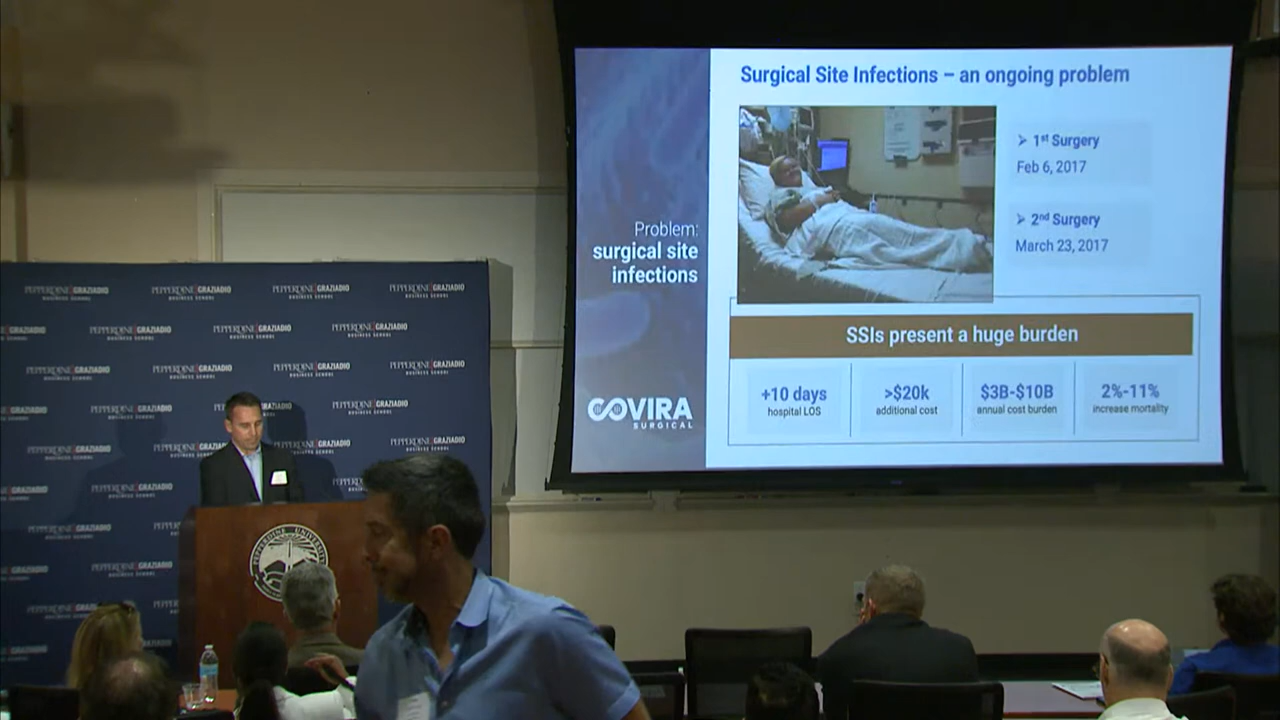 Surgical Site Infections – an ongoing problem
➢ 1st Surgery
Feb 6, 2017
➢ 2nd Surgery
March 23, 2017
Problem:
surgical site
infections
SSIs present a huge burden
+10 days
hospital LOS
>$20k
additional cost
$3B-$10B
annual cost burden
2%-11%
increase mortality
COVIRA
SURGICAL
PEPPERDINE GRAZIADIO
BUSINESS SCHOOL
PEPPERDINE UNIVERSITY